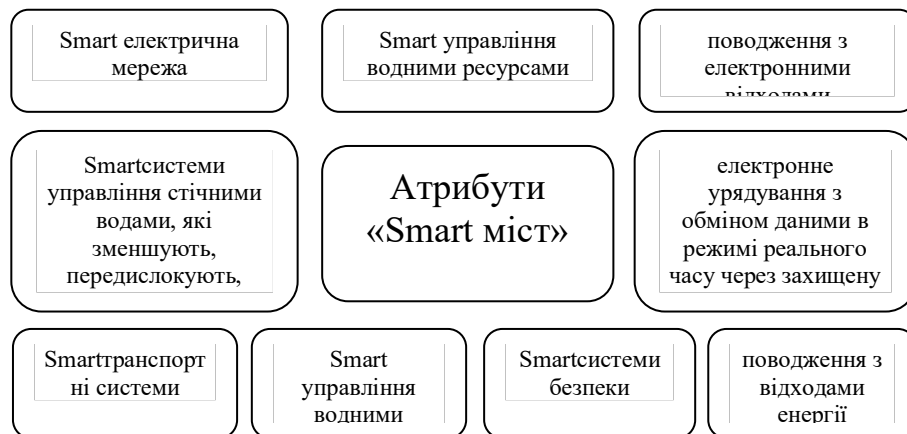 Smart електрична
мережа
Smart управління
водними ресурсами
поводження з
електронними
відходами
Smartсистеми
управління стічними
водами, які
зменшують,
передислокують,
Атрибути
«Smart міст»
електронне
урядування з
обміном даними в
режимі реального
часу через захищену
Smartтранспорт
ні системи
Smart
управління
водними
Smartсистеми
безпеки
поводження з
відходами
енергії